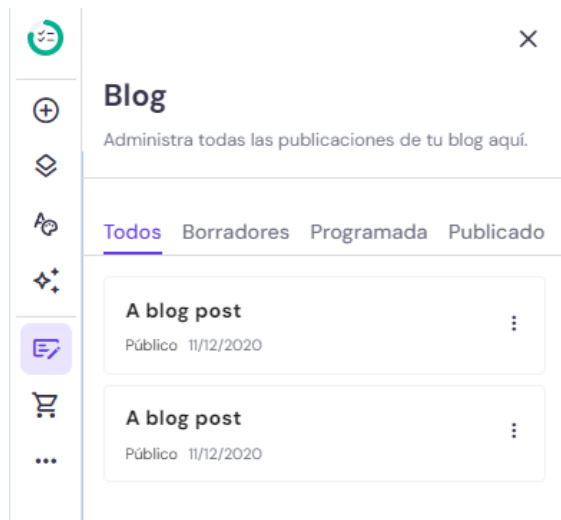 Blog
Administra todas las publicaciones de tu blog aquí.
Todos Borradores Programada Publicado
A blog post
Público 11/12/2020
A blog post
Público 11/12/2020